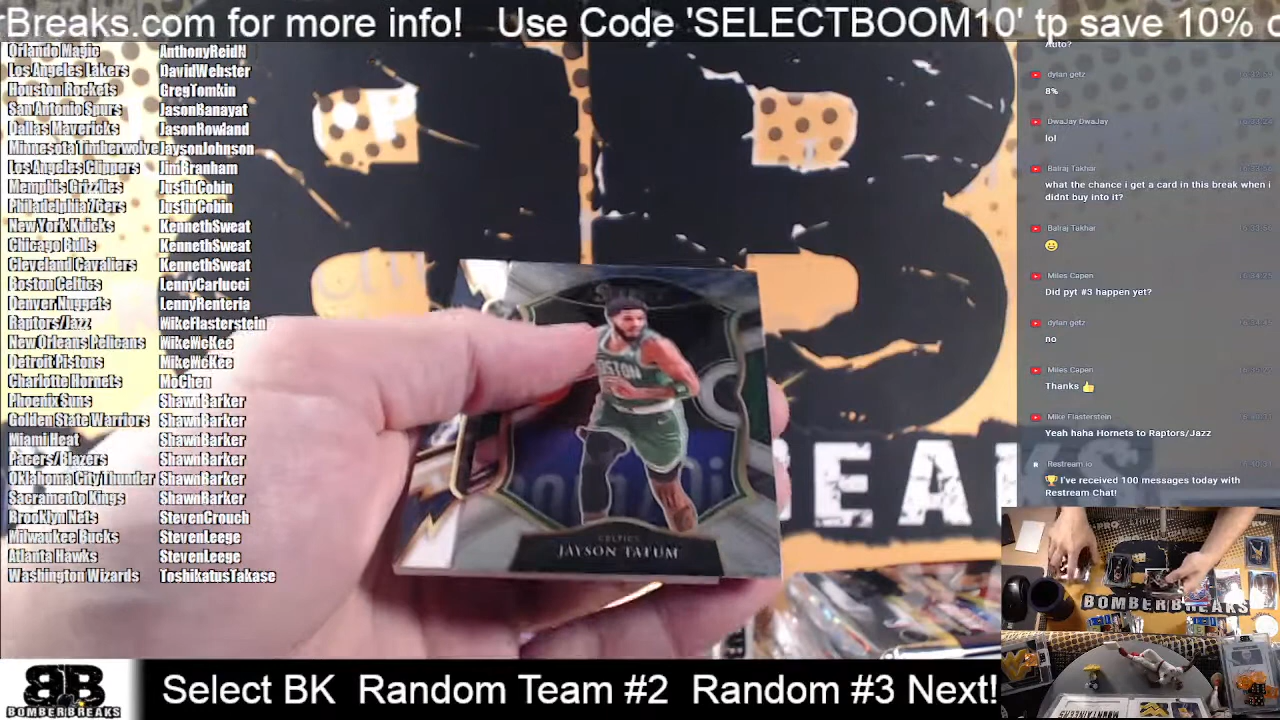 Breaks.com for more info!   Use Code 'SELECTBOOM10' tp save 10% o
Orlando Magic AnthonyReidN
Los Angeles Lakers DavidWebster
Houston Rockets GregTomkin
San Antonio Spurs JasonBanayat
Dallas Mavericks JasonRowland
Minnesota Timberwolves JaysonJohnson
Los Angeles Clippers JimBranham
Memphis Grizzlies JustinCobin
Philadelphia 76ers JustinCobin
New York Knicks KennethSweat
Chicago Bulls KennethSweat
Cleveland Cavaliers KennethSweat
Boston Celtics LennyCarlucci
Denver Nuggets LennyRenteria
Raptors/Jazz MikeFlasterstein
New Orleans Pelicans MikeMcKee
Detroit Pistons MikeMcKee
Charlotte Hornets MoChen
Phoenix Suns ShawnBarker
Golden State Warriors ShawnBarker
Miami Heat ShawnBarker
Pacers/Blazers ShawnBarker
Oklahoma City Thunder ShawnBarker
Sacramento Kings ShawnBarker
Brooklyn Nets StevenCrouch
Milwaukee Bucks StevenLeege
Atlanta Hawks StevenLeege
Washington Wizards ToshikatusTakase
BOSTON
CELTICS
JAYSON TATUM
EAKS
Auto?
dylan getz
8%
DwaJay DwaJay
lol
Balraj Takhar
what the chance i get a card in this break when i
didnt buy into it?
Balraj Takhar
Miles Capen
Did pyt #3 happen yet?
dylan getz
no
Miles Capen
Thanks 👍
Mike Flasterstein
Yeah haha Hornets to Raptors/Jazz
Restream.io
🏆 I've received 100 messages today with
Restream Chat!
BOMBERBREAKS
BB
BOMBERBREAKS
Select BK  Random Team #2  Random #3 Next!